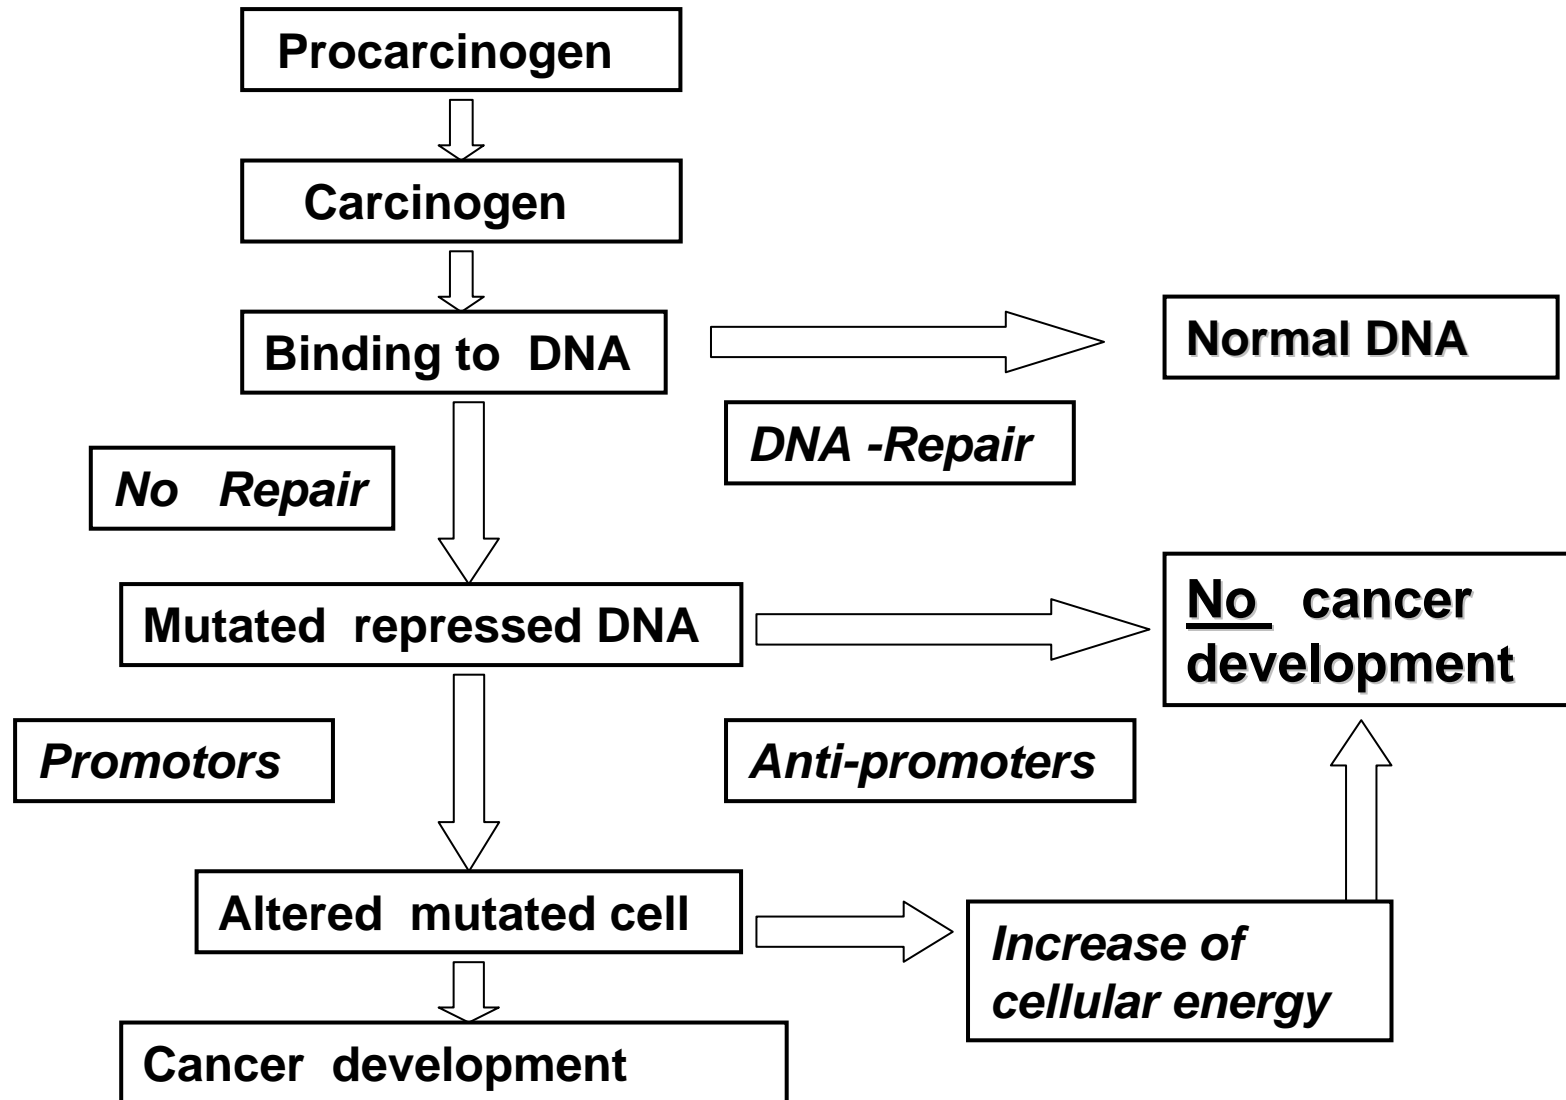 Procarcinogen
Carcinogen
Binding to DNA
Normal DNA
DNA -Repair
No Repair
Mutated repressed DNA
No cancer
development
Promotors
Anti-promoters
Altered mutated cell
Increase of
cellular energy
Cancer development